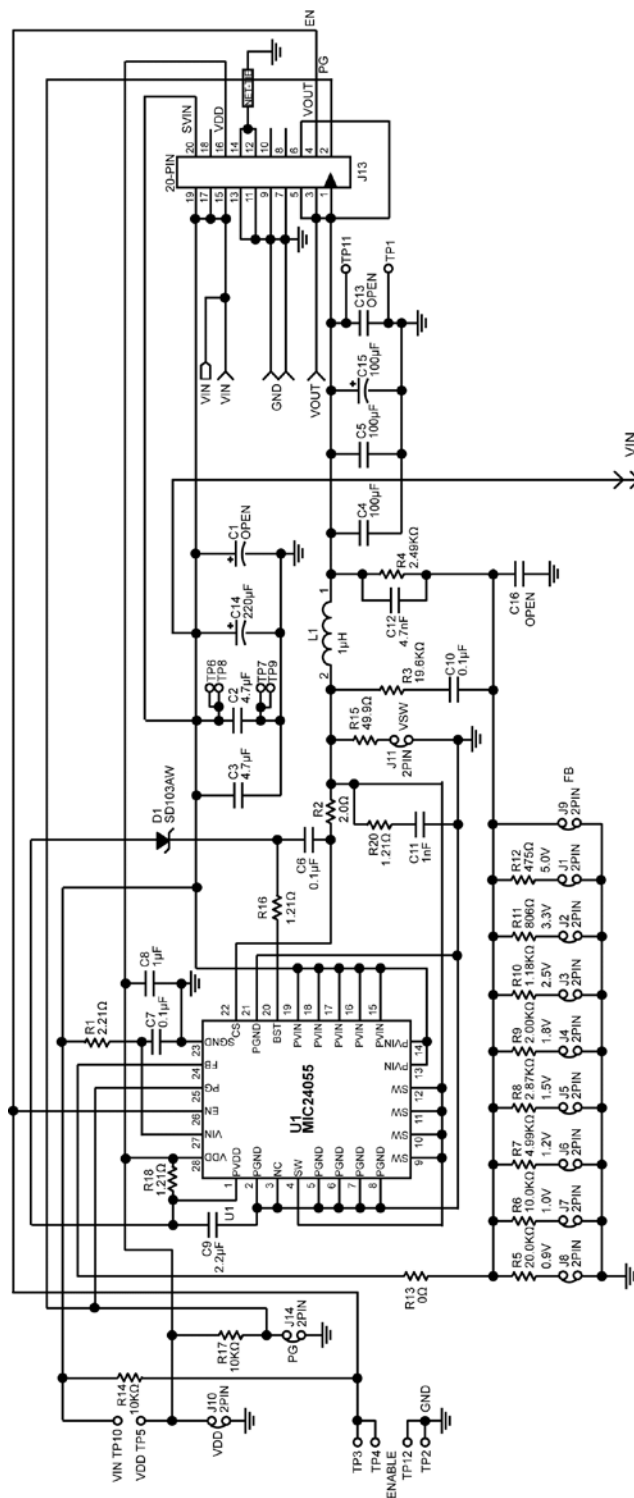 EN
PG
VOUT
SVIN
VDD
NET-TIE
20-PIN
J13
20
18
16
14
12
10
8
6
4
2
19
17
15
13
11
9
7
5
3
1
VIN
VIN
GND
VOUT
TP11
TP1
C13
OPEN
C15
100µF
C5
100µF
C4
100µF
VIN
C1
OPEN
C14
220µF
TP6
TP8
TP7
TP9
C2
4.7µF
C3
4.7µF
L1
1µH
1
2
R4
2.49KΩ
C12
4.7nF
C16
OPEN
R3
19.6KΩ
C10
0.1µF
R15
49.9Ω
VSW
J11
2PIN
D1
SD103AW
R2
2.0Ω
R20
1.21Ω
C11
1nF
C6
0.1µF
R16
1.21Ω
C8
1µF
R1
2.21Ω
C7
0.1µF
U1
MIC24055
22
CS
21
PGND
20
BST
19
PVIN
18
PVIN
17
PVIN
16
PVIN
15
PVIN
23
SGND
24
FB
25
PG
26
EN
27
VIN
28
VDD
1
PVDD
2
PGND
3
NC
4
SW
5
PGND
6
PGND
7
PGND
8
PGND
9
SW
10
SW
11
SW
12
SW
13
PVIN
14
PVIN
R18
1.21Ω
U1
C9
2.2µF
R14
10KΩ
R17
10KΩ
J14
2PIN
PG
VIN TP10
VDD TP5
J10
2PIN
VDD
TP3
TP4
ENABLE
TP12
TP2
GND
R13
0Ω
FB
J9
2PIN
R12
475Ω
5.0V
J1
2PIN
R11
806Ω
3.3V
J2
2PIN
R10
1.18KΩ
2.5V
J3
2PIN
R9
2.00KΩ
1.8V
J4
2PIN
R8
2.87KΩ
1.5V
J5
2PIN
R7
4.99KΩ
1.2V
J6
2PIN
R6
10.0KΩ
1.0V
J7
2PIN
R5
20.0KΩ
0.9V
J8
2PIN